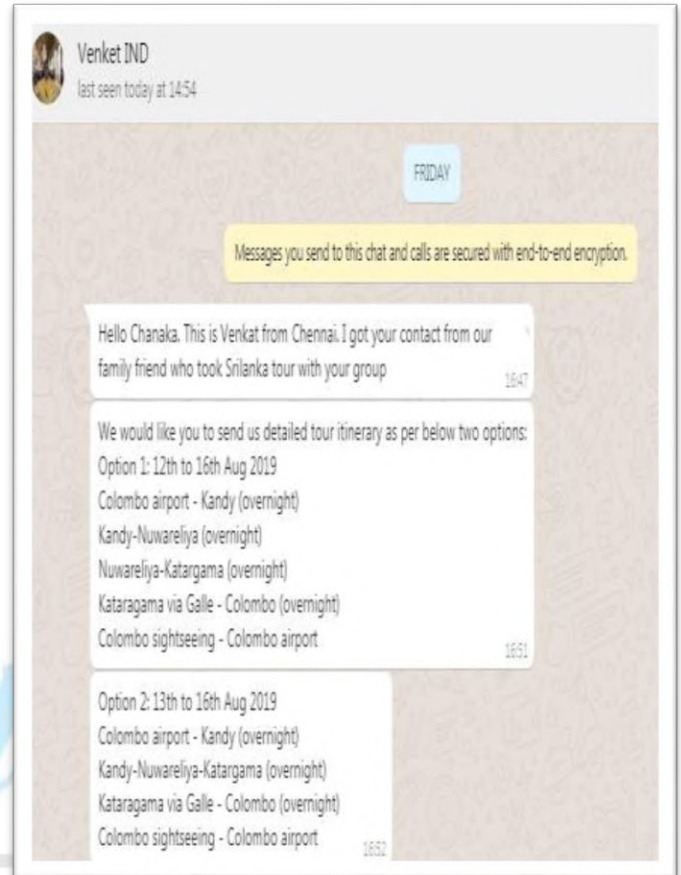 Venket IND
last seen today at 14:54
FRIDAY
Messages you send to this chat and calls are secured with end-to-end encryption.
Hello Chanaka. This is Venkat from Chennai. I got your contact from our
family friend who took Srilanka tour with your group
16:47
We would like you to send us detailed tour itinerary as per below two options:
Option 1: 12th to 16th Aug 2019
Colombo airport - Kandy (overnight)
Kandy-Nuwareliya (overnight)
Nuwareliya-Katargama (overnight)
Kataragama via Galle - Colombo (overnight)
Colombo sightseeing - Colombo airport
16:51
Option 2: 13th to 16th Aug 2019
Colombo airport - Kandy (overnight)
Kandy-Nuwareliya-Katargama (overnight)
Kataragama via Galle - Colombo (overnight)
Colombo sightseeing - Colombo airport
16:52